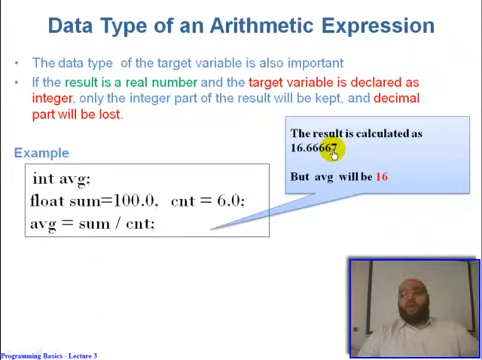 Data Type of an Arithmetic Expression
The data type of the target variable is also important
If the result is a real number and the target variable is declared as
integer, only the integer part of the result will be kept, and decimal
part will be lost.
The result is calculated as
16.66667
But avg will be 16
Example
int avg;
float sum=100.0, cnt = 6.0;
avg = sum / cnt;
Programming Basics - Lecture 3